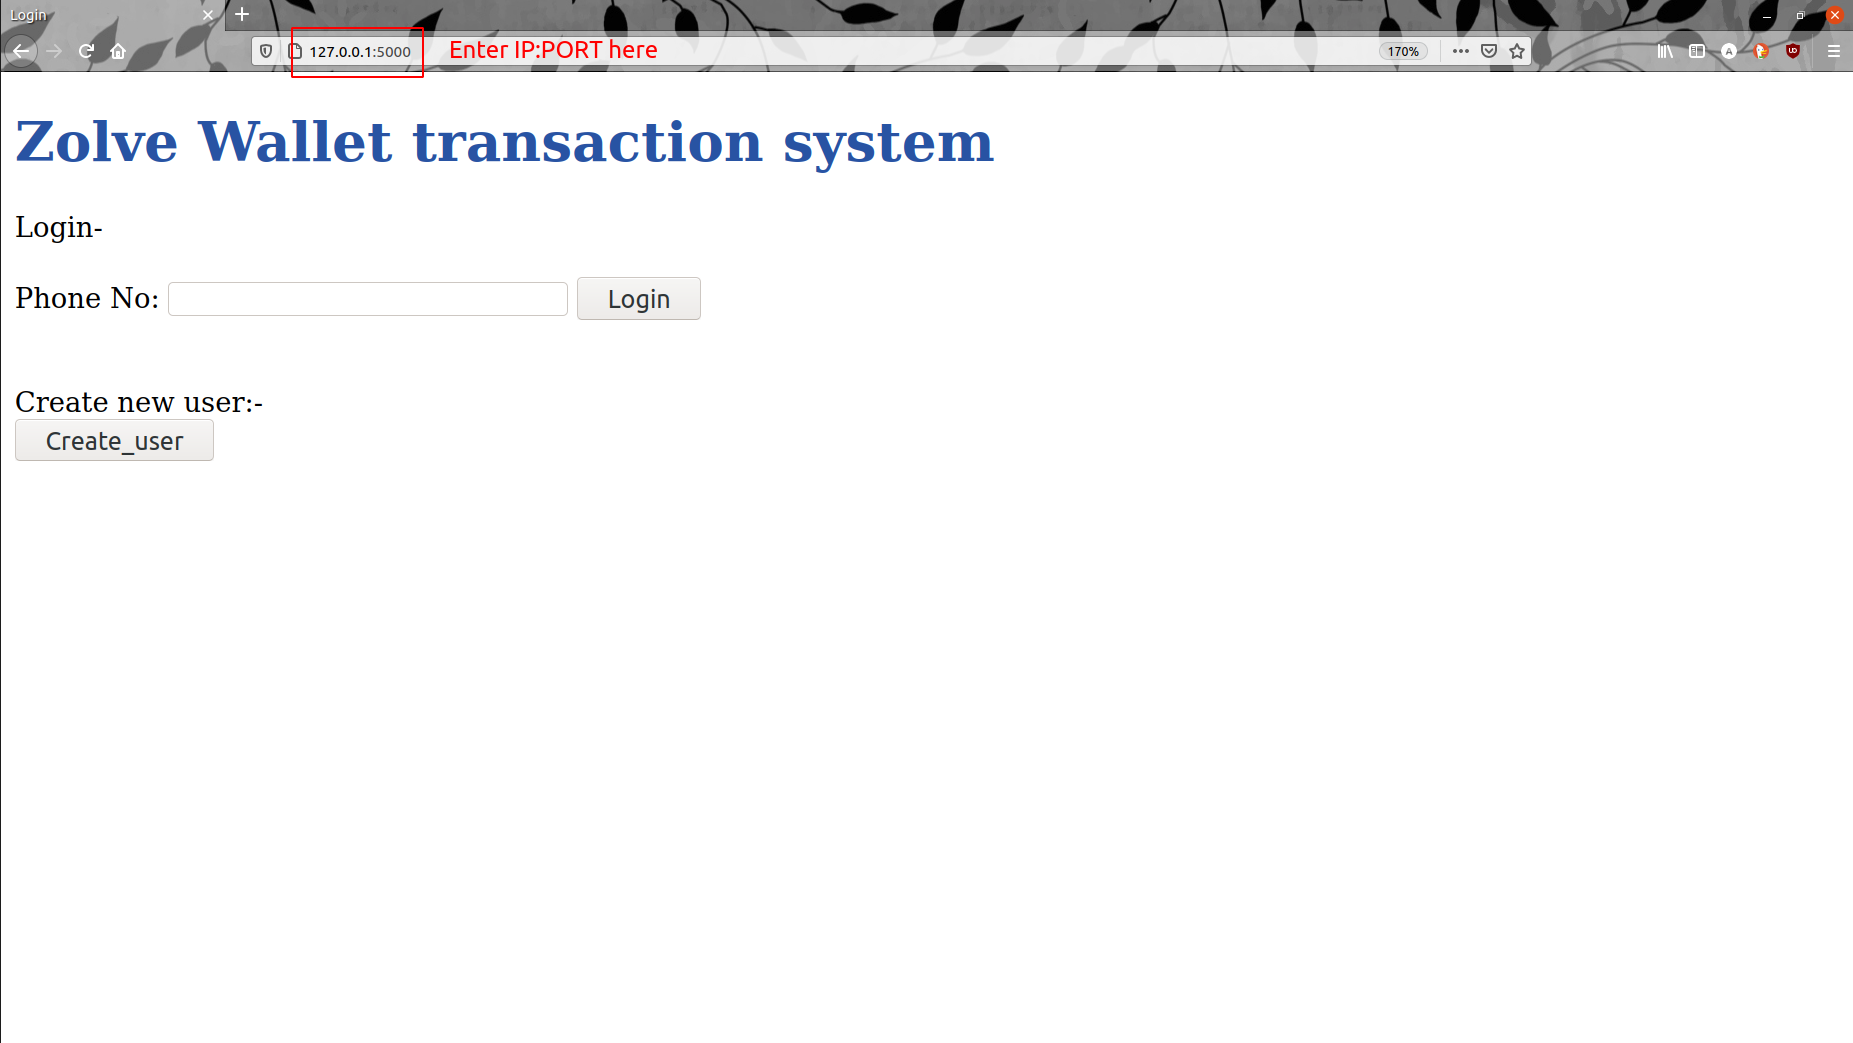 Login
127.0.0.1:5000
Enter IP:PORT here
170%
A
Zolve Wallet transaction system
Login-
Phone No:
Login
Create new user:-
Create_user